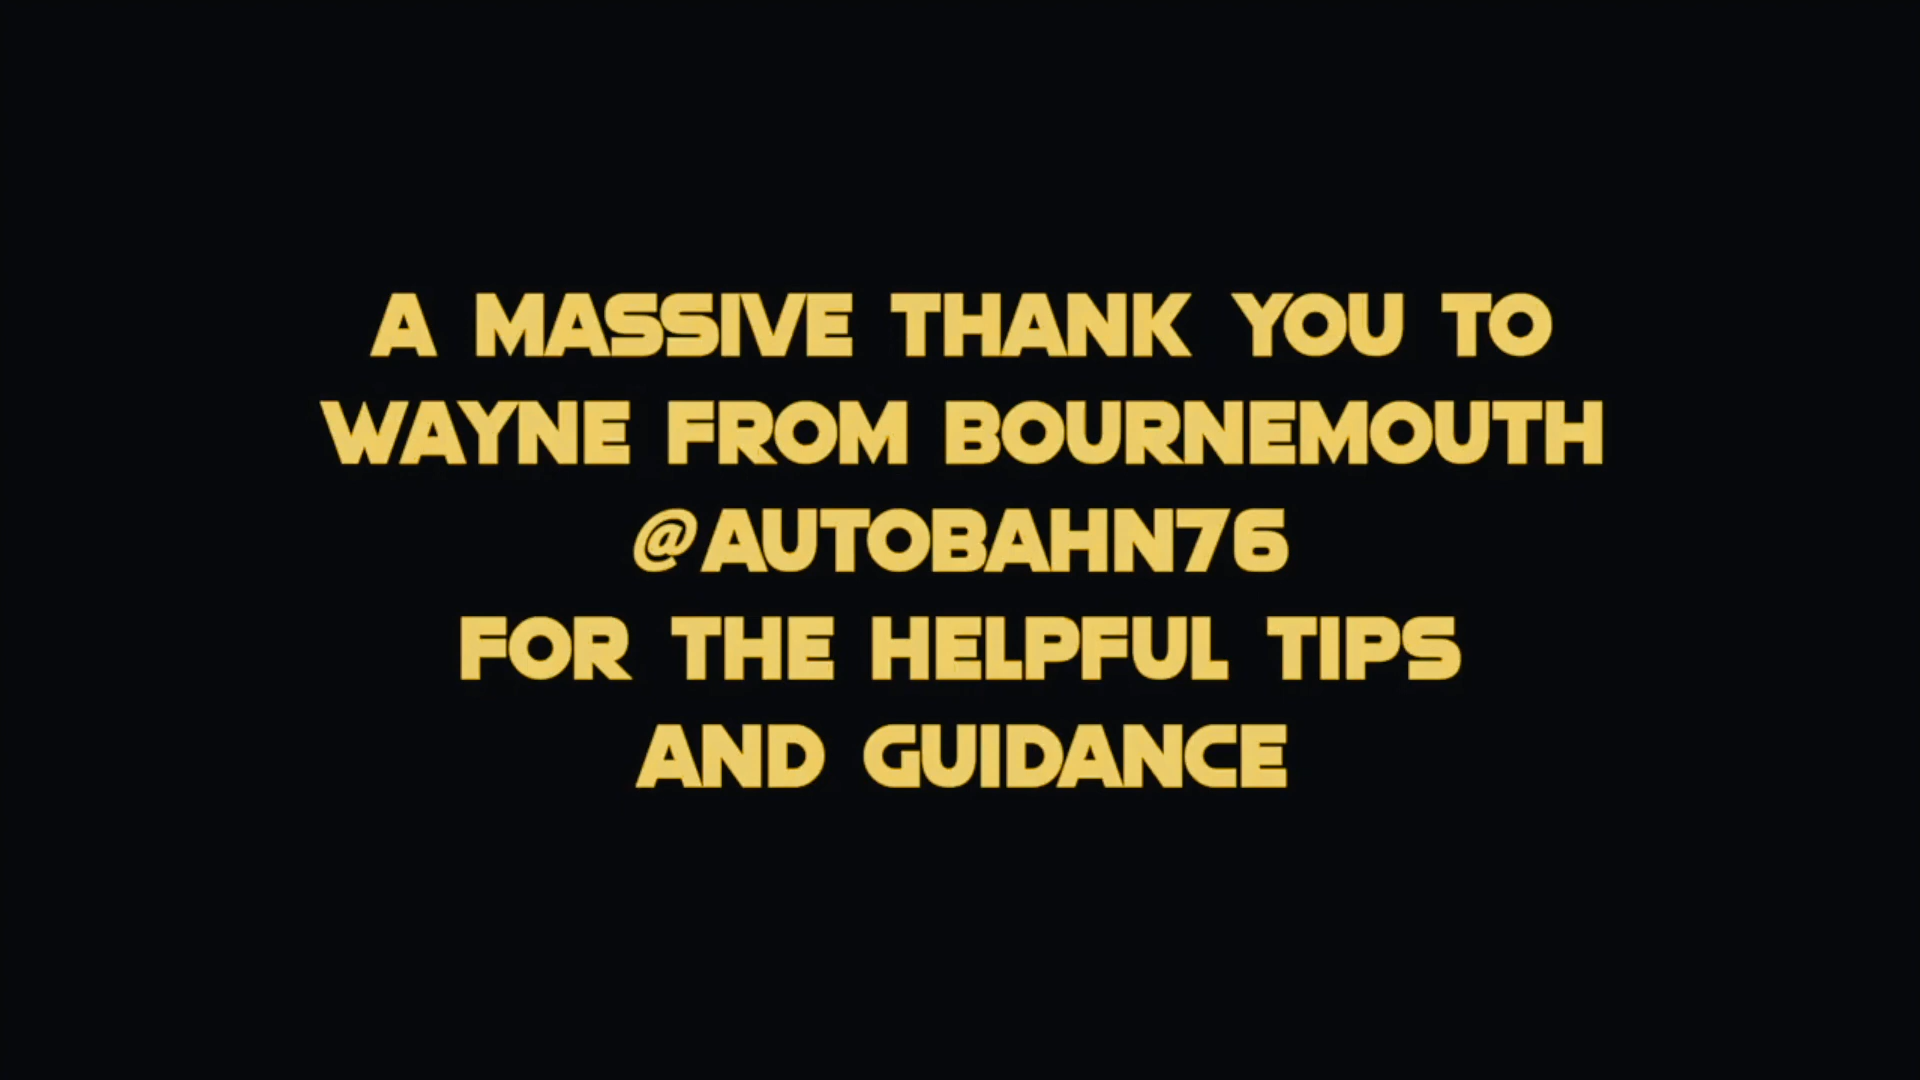 A MASSIVE THANK YOU TO
WAYNE FROM BOURNEMOUTH
@AUTOBAHN76
FOR THE HELPFUL TIPS
AND GUIDANCE